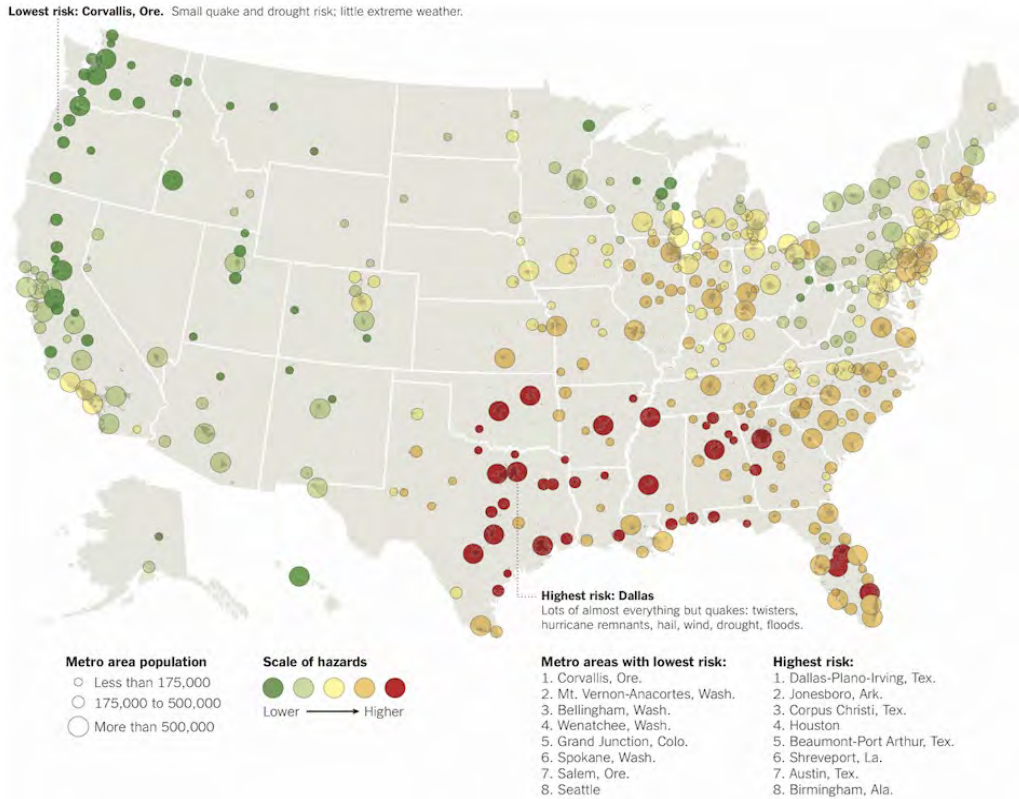 Lowest risk: Corvallis, Ore. Small quake and drought risk; little extreme weather.
Highest risk: Dallas
Lots of almost everything but quakes: twisters,
hurricane remnants, hail, wind, drought, floods.
Metro area population
Less than 175,000
175,000 to 500,000
More than 500,000
Scale of hazards
Lower Higher
Metro areas with lowest risk:
1. Corvallis, Ore.
2. Mt. Vernon-Anacortes, Wash.
3. Bellingham, Wash.
4. Wenatchee, Wash.
5. Grand Junction, Colo.
6. Spokane, Wash.
7. Salem, Ore.
8. Seattle
Highest risk:
1. Dallas-Plano-Irving, Tex.
2. Jonesboro, Ark.
3. Corpus Christi, Tex.
4. Houston
5. Beaumont-Port Arthur, Tex.
6. Shreveport, La.
7. Austin, Tex.
8. Birmingham, Ala.